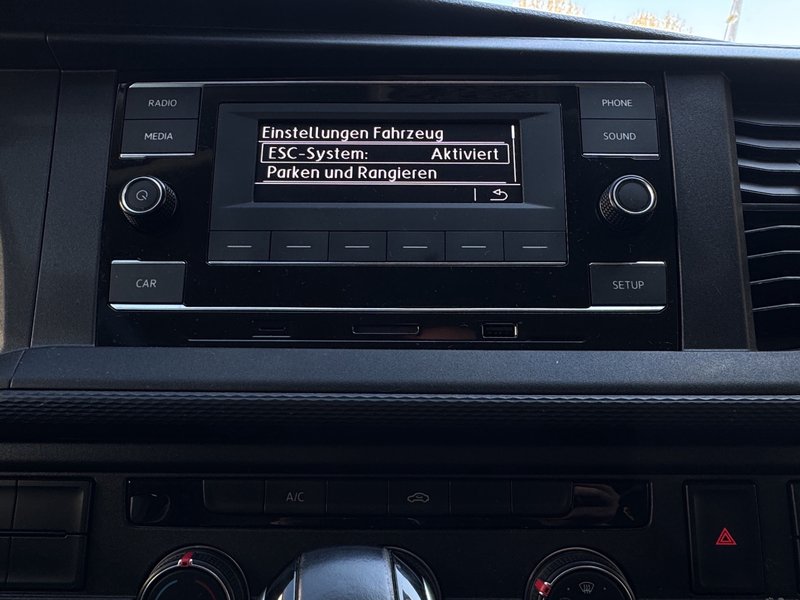 RADIO
MEDIA
Einstellungen Fahrzeug
ESC-System: Aktiviert
Parken und Rangieren
PHONE
SOUND
CAR
SETUP
A/C